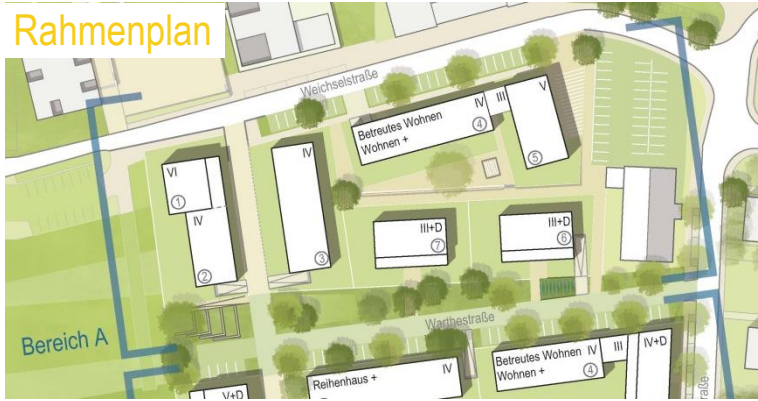 Rahmenplan
Weichselstraße
Betreutes Wohnen IV
Wohnen +
④
III
V
⑤
VI
①
IV
②
IV
③
III+D
⑦
III+D
⑥
Warthestraße
Bereich A
V+D
Reihenhaus + IV
Betreutes Wohnen IV
Wohnen +
④
III
IV+D
raße